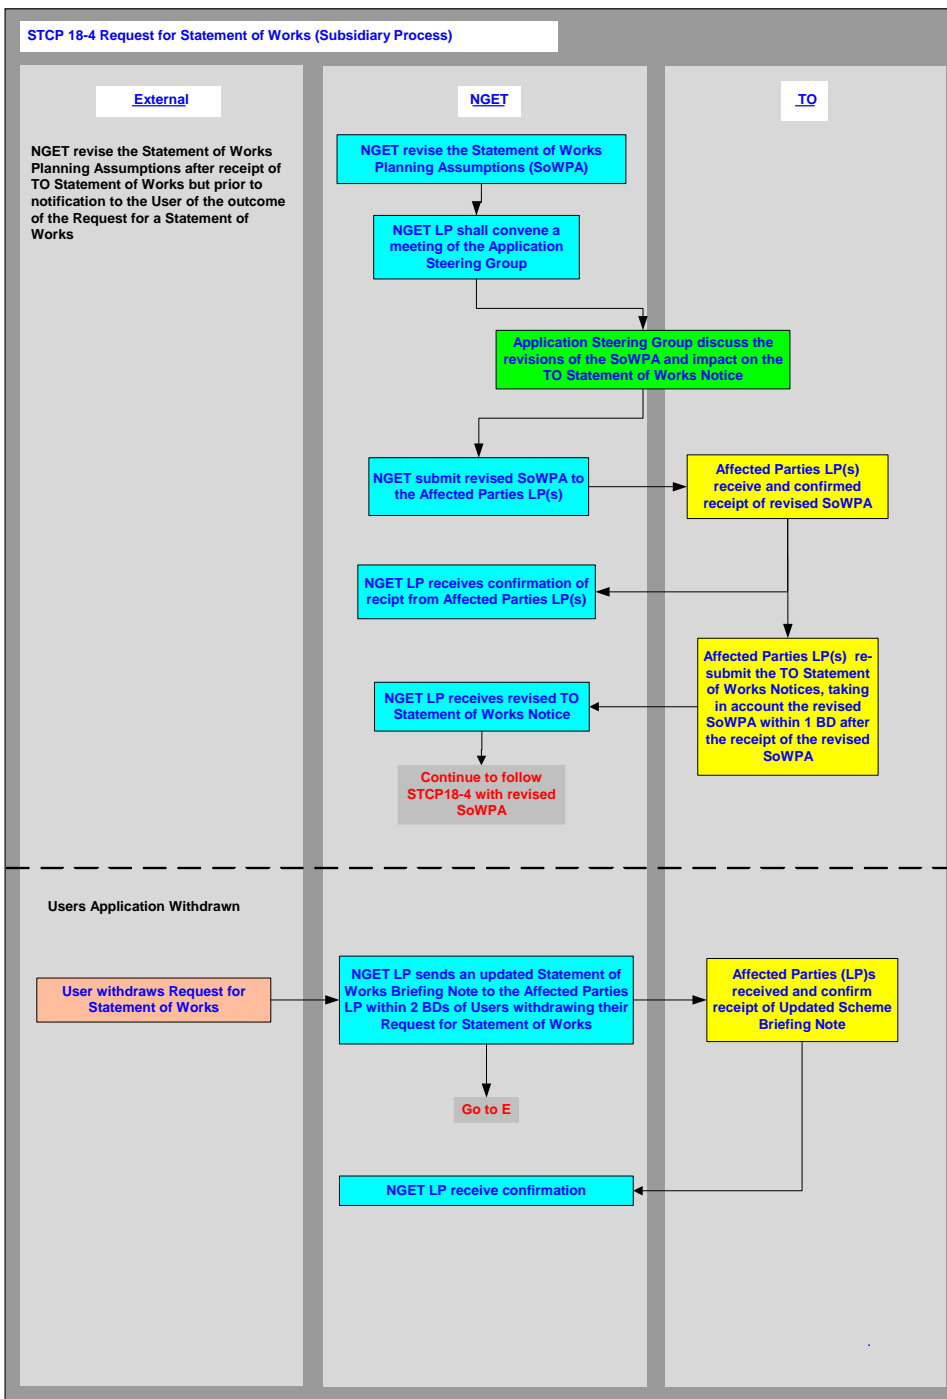 STCP 18-4 Request for Statement of Works (Subsidiary Process)
External
NGET
TO
NGET revise the Statement of Works
Planning Assumptions after receipt of
TO Statement of Works but prior to
notification to the User of the outcome
of the Request for a Statement of
Works
NGET revise the Statement of Works
Planning Assumptions (SoWPA)
NGET LP shall convene a
meeting of the Application
Steering Group
Application Steering Group discuss the
revisions of the SoWPA and impact on the
TO Statement of Works Notice
NGET submit revised SoWPA to
the Affected Parties LP(s)
Affected Parties LP(s)
receive and confirmed
receipt of revised SoWPA
NGET LP receives confirmation of
recipt from Affected Parties LP(s)
Affected Parties LP(s) re-
submit the TO Statement
of Works Notices, taking
in account the revised
SoWPA within 1 BD after
the receipt of the revised
SoWPA
NGET LP receives revised TO
Statement of Works Notice
Continue to follow
STCP18-4 with revised
SoWPA
Users Application Withdrawn
User withdraws Request for
Statement of Works
NGET LP sends an updated Statement of
Works Briefing Note to the Affected Parties
LP within 2 BDs of Users withdrawing their
Request for Statement of Works
Affected Parties (LP)s
received and confirm
receipt of Updated Scheme
Briefing Note
Go to E
NGET LP receive confirmation